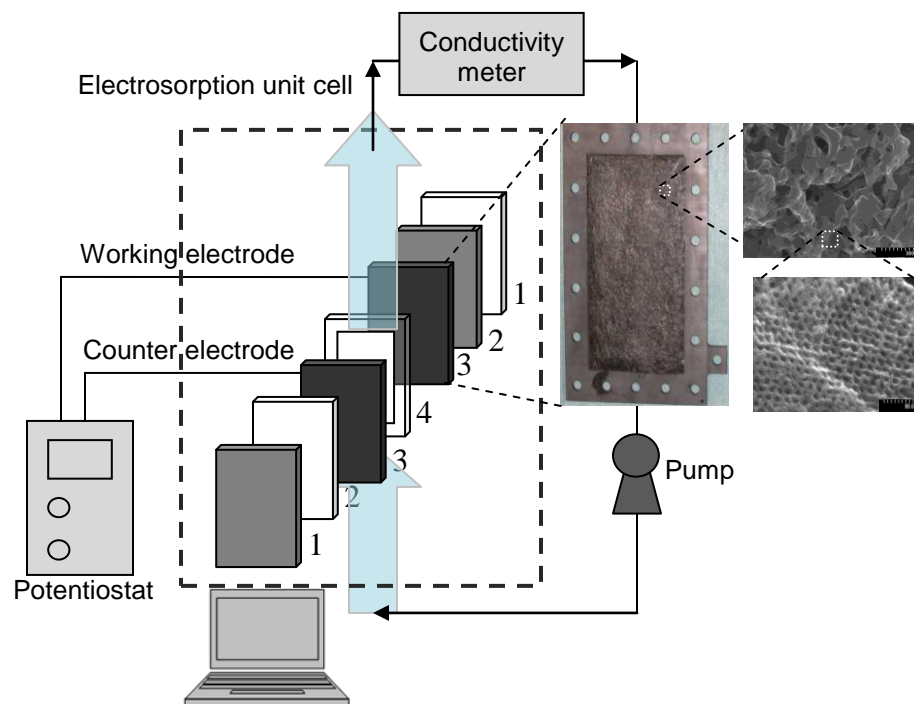 Conductivity
meter
Electrosorption unit cell
Working electrode
1
2
Counter electrode
3
4
3
2
1
Pump
Potentiostat